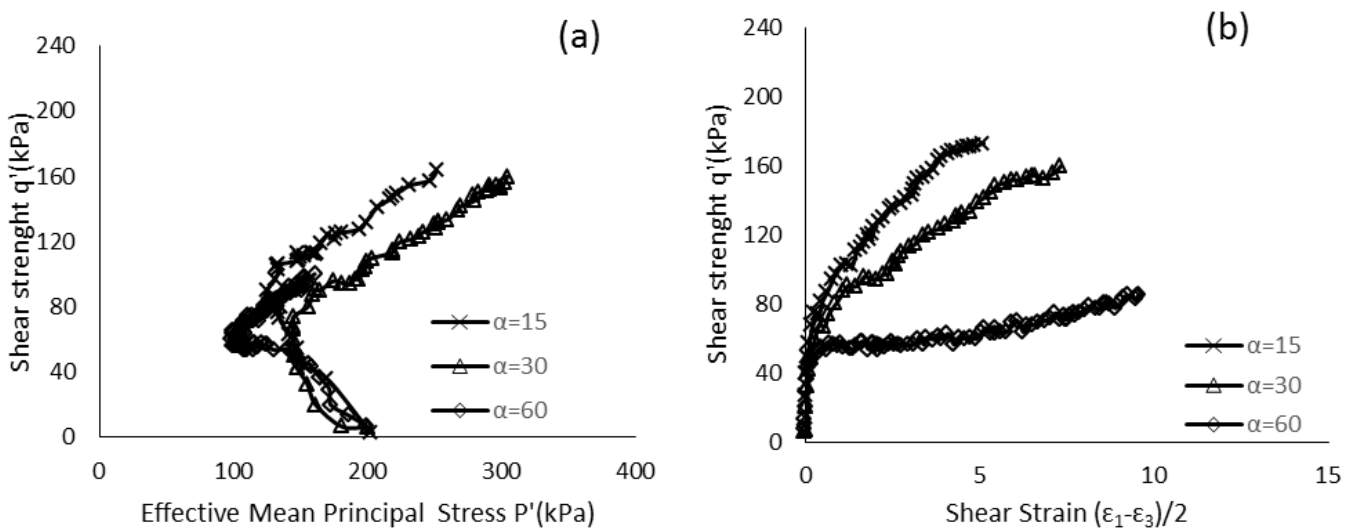 (a)
Shear strenght q'(kPa)
240
200
160
120
80
40
0
0 100 200 300 400
Effective Mean Principal Stress P'(kPa)
α=15
α=30
α=60
(b)
Shear strenght q'(kPa)
240
200
160
120
80
40
0
0 5 10 15
Shear Strain (ε₁-ε₃)/2
α=15
α=30
α=60